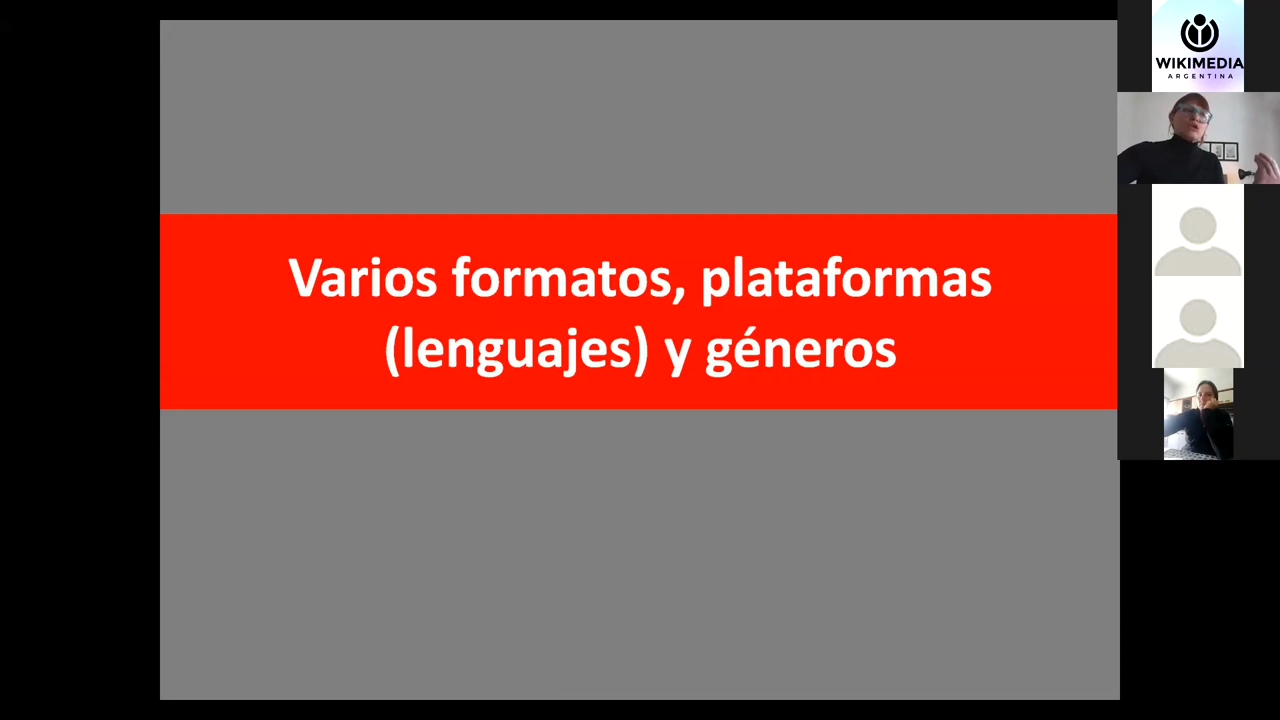 Varios formatos, plataformas
(lenguajes) y géneros
WIKIMEDIA
ARGENTINA